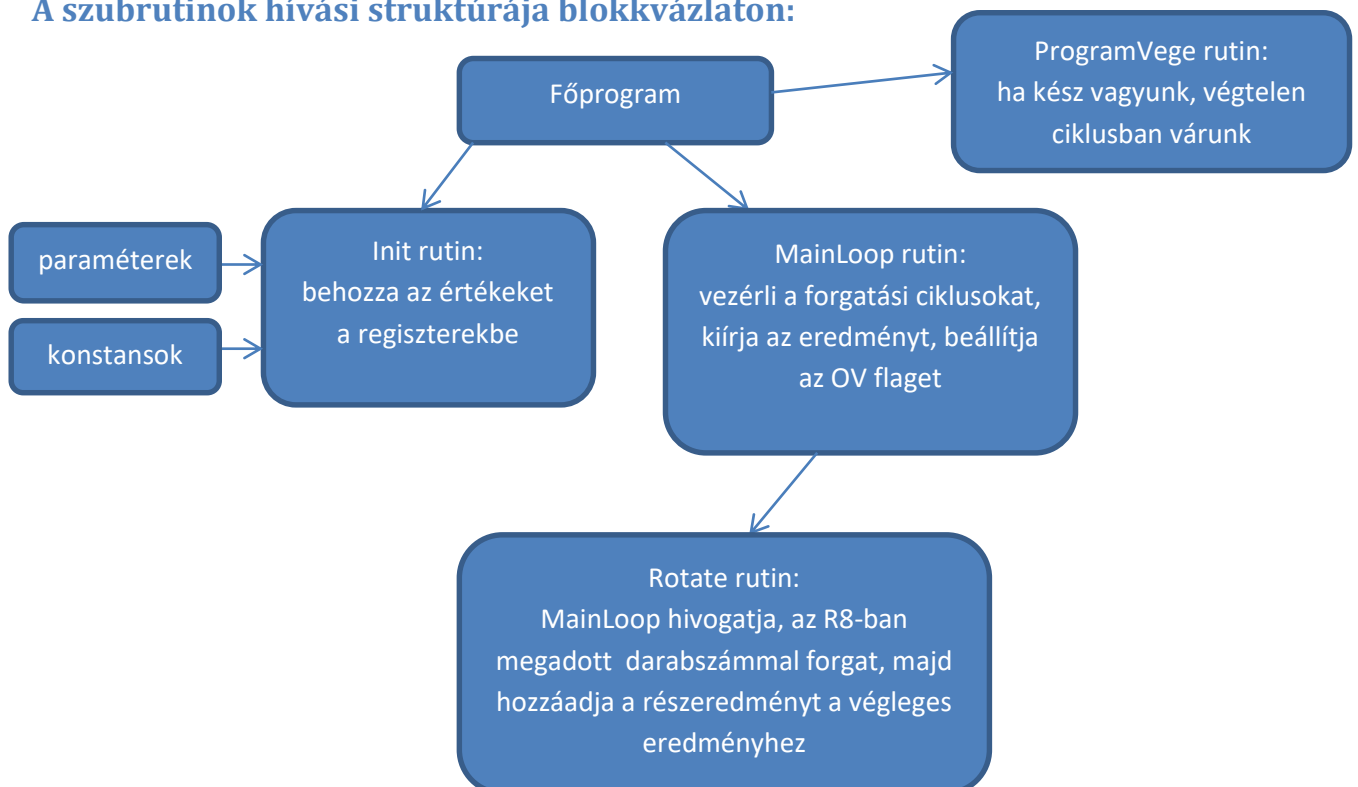 A szubrutinok hívási struktúrája blokkvázlaton:
Főprogram
ProgramVege rutin:
ha kész vagyunk, végtelen
ciklusban várunk
paraméterek
konstansok
Init rutin:
behozza az értékeket
a regiszterekbe
MainLoop rutin:
vezérli a forgatási ciklusokat,
kiírja az eredményt, beállítja
az OV flaget
Rotate rutin:
MainLoop hivogatja, az R8-ban
megadott darabszámmal forgat, majd
hozzáadja a részeredményt a végleges
eredményhez